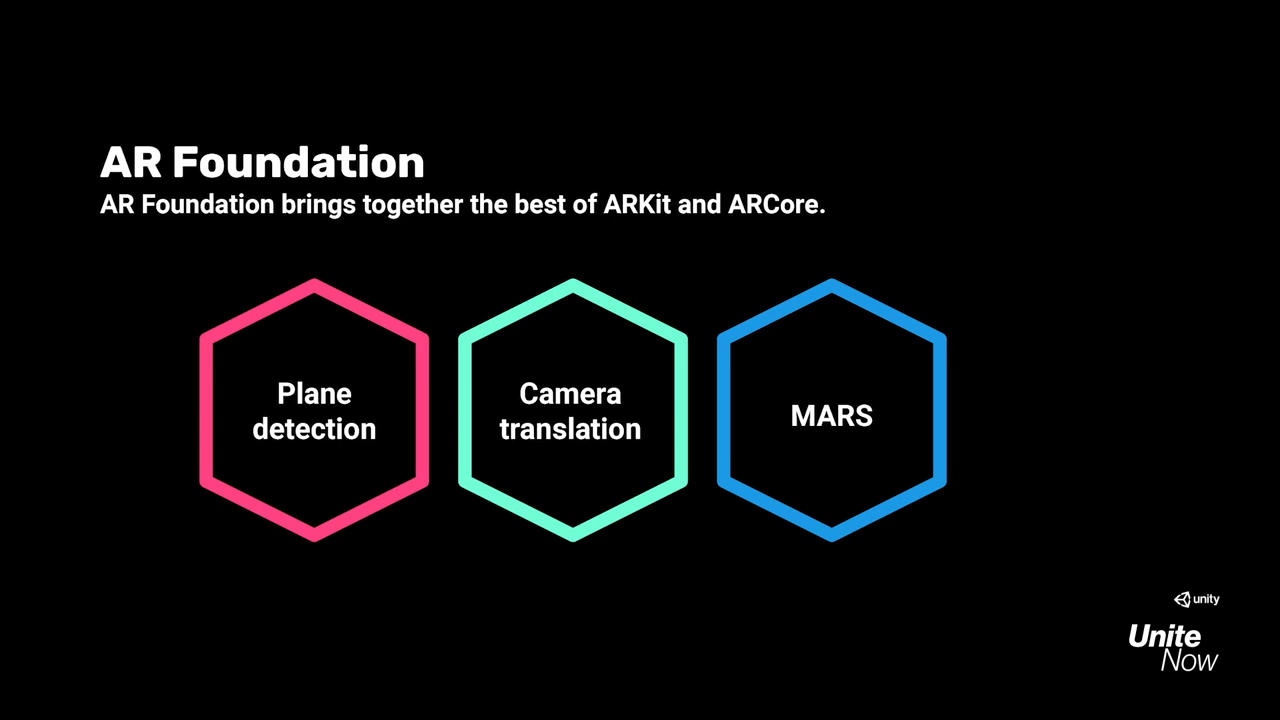 AR Foundation
AR Foundation brings together the best of ARKit and ARCore.
Plane
detection
Camera
translation
MARS
unity
Unite
Now